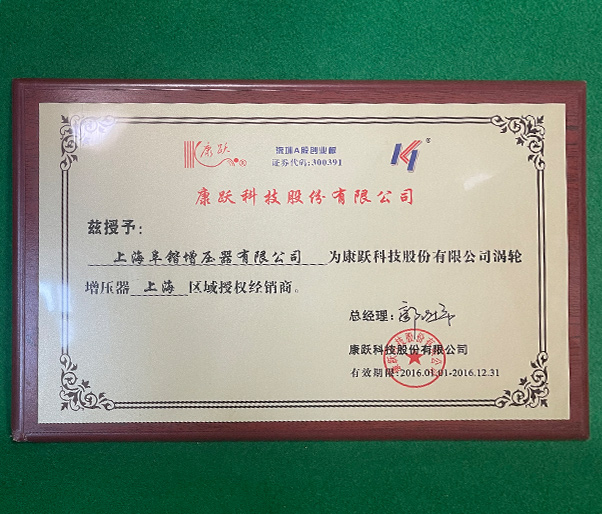 康跃®
深圳A股创业板
证券代码:300391
®
康跃科技股份有限公司
兹授予:
上海阜锴增压器有限公司 为康跃科技股份有限公司涡轮
增压器 上海 区域授权经销商。
总经理:
康跃科技股份有限公司
有效期限:2016.01.01-2016.12.31